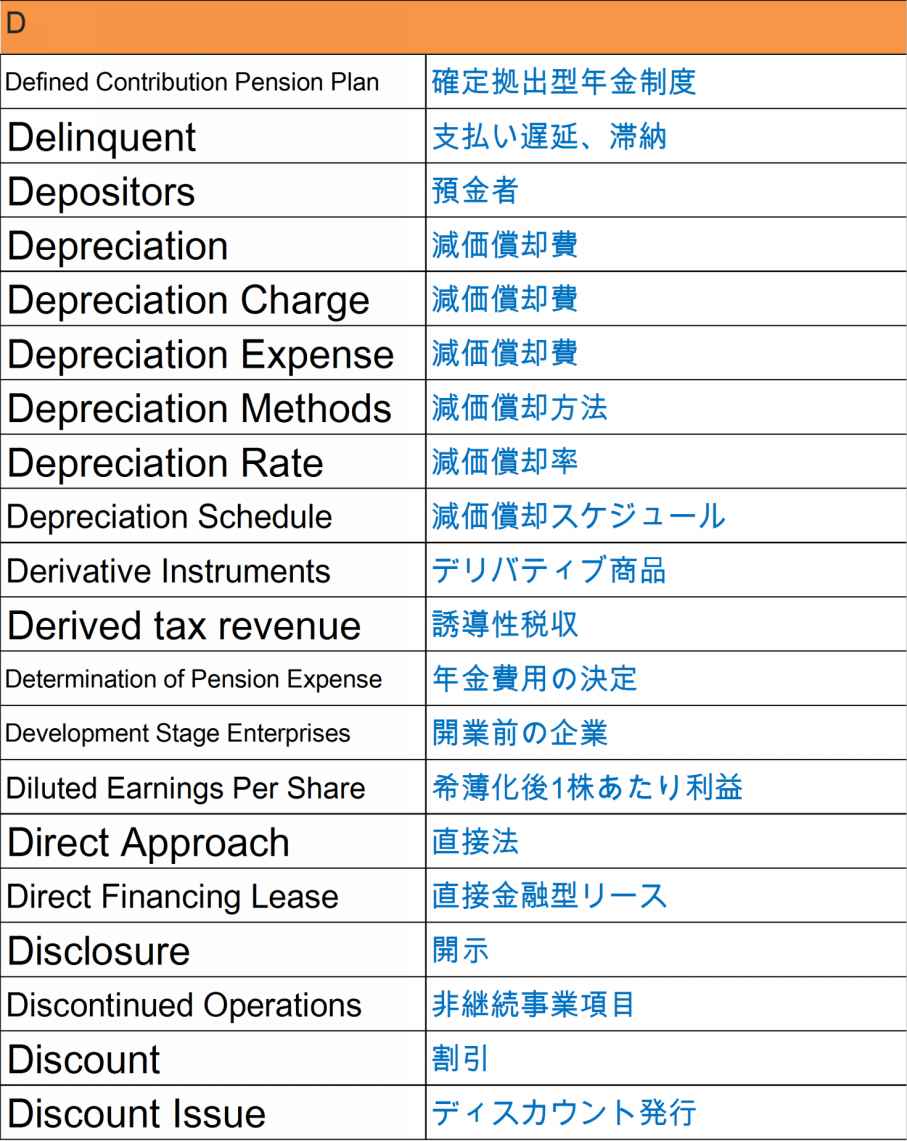 D
Defined Contribution Pension Plan 確定拠出型年金制度
Delinquent 支払い遅延、滞納
Depositors 預金者
Depreciation 減価償却費
Depreciation Charge 減価償却費
Depreciation Expense 減価償却費
Depreciation Methods 減価償却方法
Depreciation Rate 減価償却率
Depreciation Schedule 減価償却スケジュール
Derivative Instruments デリバティブ商品
Derived tax revenue 誘導性税収
Determination of Pension Expense 年金費用の決定
Development Stage Enterprises 開業前の企業
Diluted Earnings Per Share 希薄化後1株あたり利益
Direct Approach 直接法
Direct Financing Lease 直接金融型リース
Disclosure 開示
Discontinued Operations 非継続事業項目
Discount 割引
Discount Issue ディスカウント発行